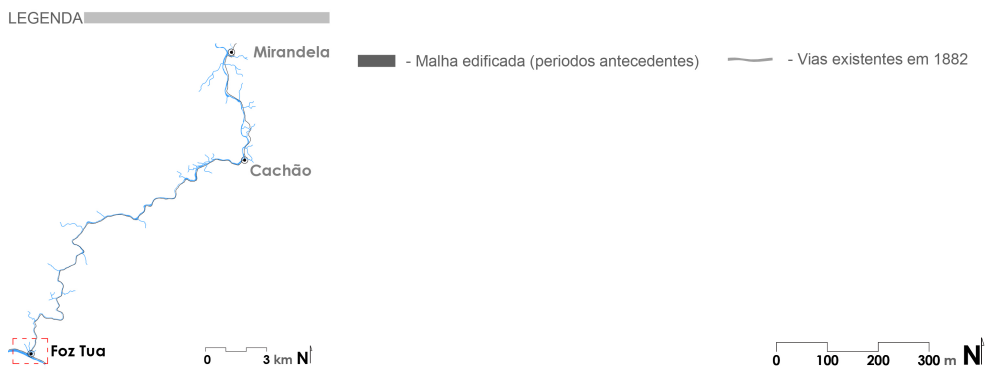 LEGENDA
Mirandela
- Malha edificada (periodos antecedentes)
- Vias existentes em 1882
Cachão
Foz Tua
0 3 km N
0 100 200 300 m N